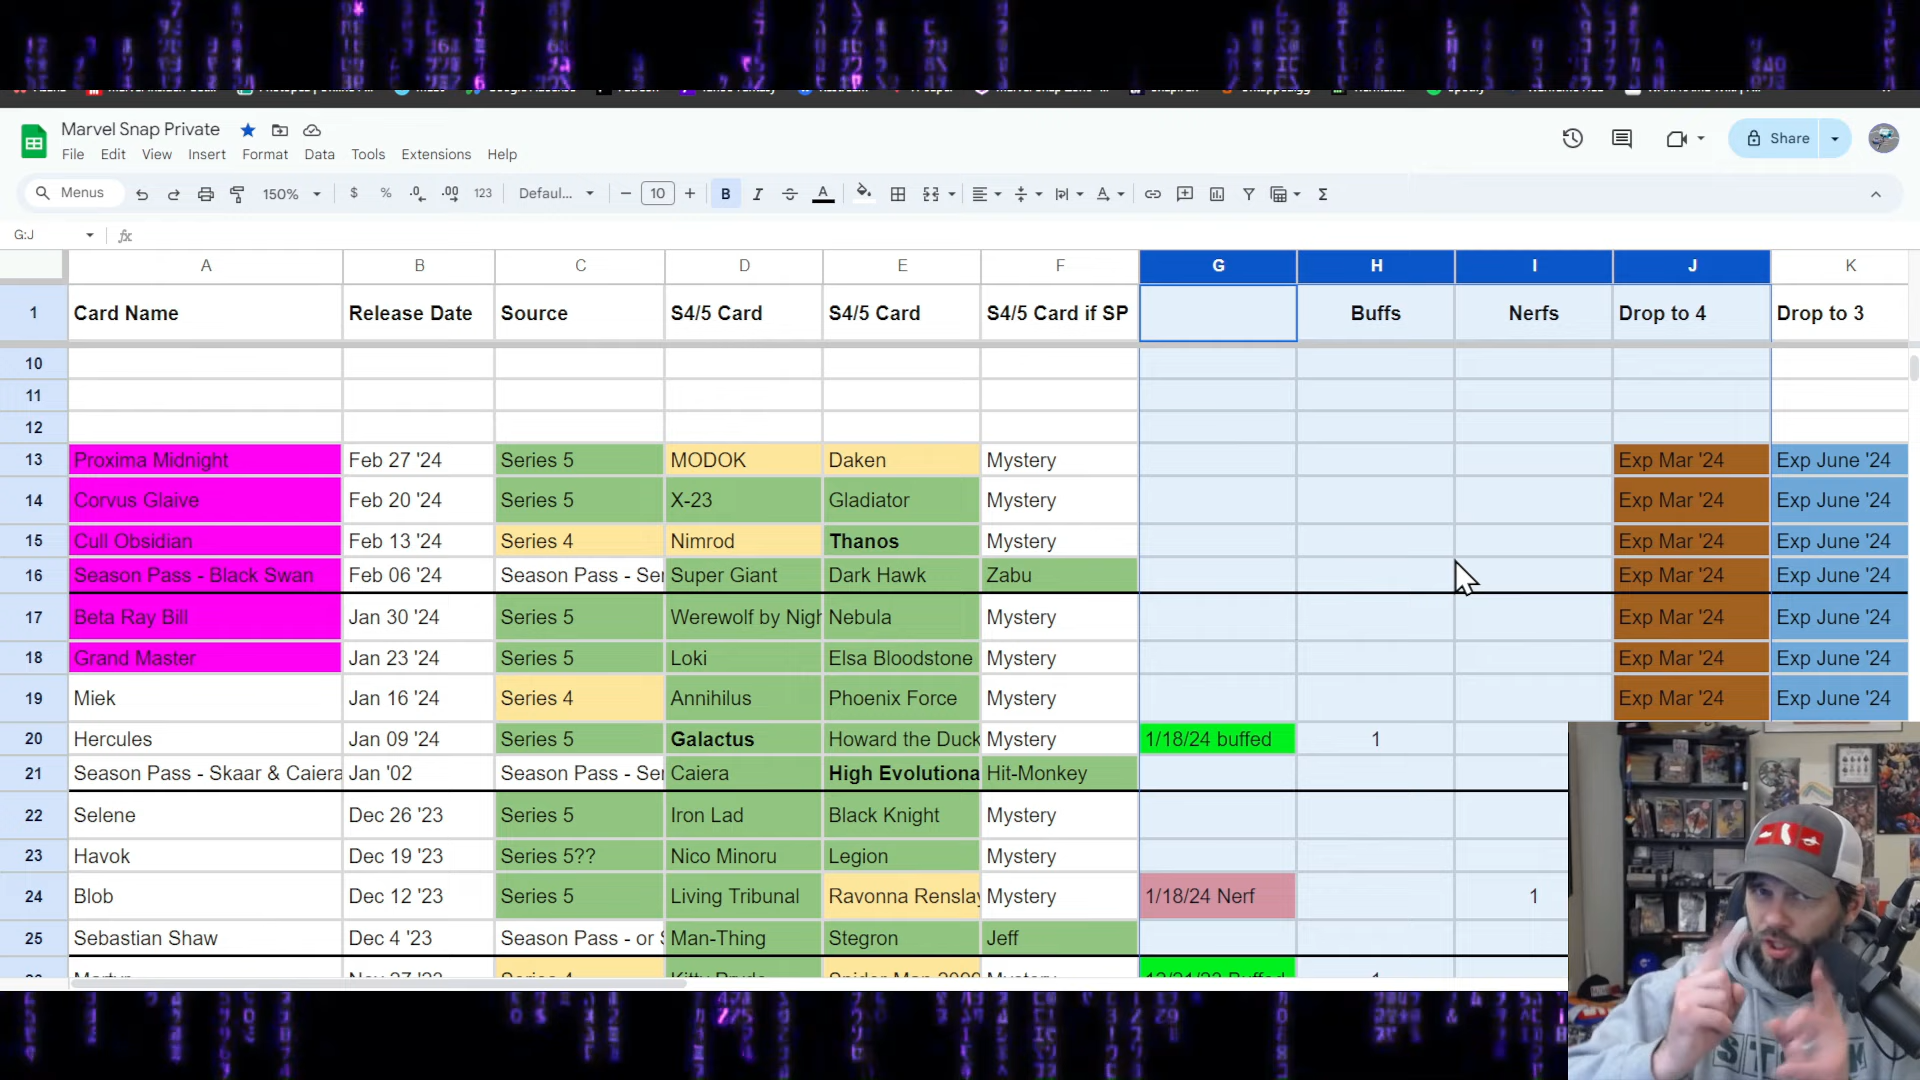 Marvel Snap Private
File Edit View Insert Format Data Tools Extensions Help
Share
Menus 150% $ % .0 .00 123 Defaul... 10 B I A
G:J fx
A B C D E F G H I J K
1 Card Name Release Date Source S4/5 Card S4/5 Card S4/5 Card if SP Buffs Nerfs Drop to 4 Drop to 3
10
11
12
13 Proxima Midnight Feb 27 '24 Series 5 MODOK Daken Mystery Exp Mar '24 Exp June '24
14 Corvus Glaive Feb 20 '24 Series 5 X-23 Gladiator Mystery Exp Mar '24 Exp June '24
15 Cull Obsidian Feb 13 '24 Series 4 Nimrod Thanos Mystery Exp Mar '24 Exp June '24
16 Season Pass - Black Swan Feb 06 '24 Season Pass - Ser Super Giant Dark Hawk Zabu Exp Mar '24 Exp June '24
17 Beta Ray Bill Jan 30 '24 Series 5 Werewolf by Nigh Nebula Mystery Exp Mar '24 Exp June '24
18 Grand Master Jan 23 '24 Series 5 Loki Elsa Bloodstone Mystery Exp Mar '24 Exp June '24
19 Miek Jan 16 '24 Series 4 Annihilus Phoenix Force Mystery Exp Mar '24 Exp June '24
20 Hercules Jan 09 '24 Series 5 Galactus Howard the Duck Mystery 1/18/24 buffed 1
21 Season Pass - Skaar & Caiera Jan '02 Season Pass - Ser Caiera High Evolutiona Hit-Monkey
22 Selene Dec 26 '23 Series 5 Iron Lad Black Knight Mystery
23 Havok Dec 19 '23 Series 5?? Nico Minoru Legion Mystery
24 Blob Dec 12 '23 Series 5 Living Tribunal Ravonna Renslay Mystery 1/18/24 Nerf 1
25 Sebastian Shaw Dec 4 '23 Season Pass - or S Man-Thing Stegron Jeff